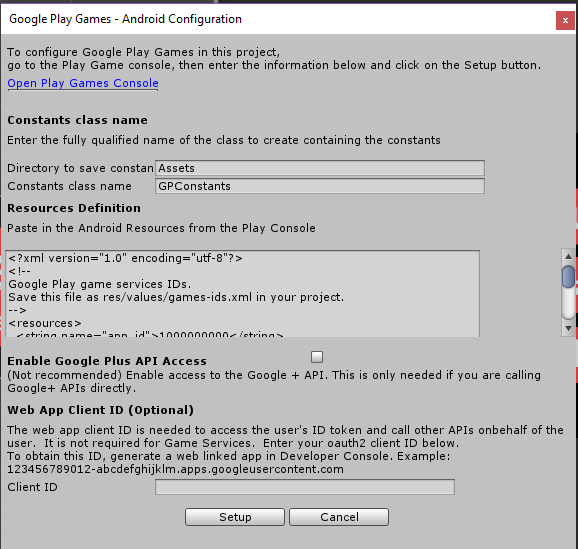 Google Play Games - Android Configuration
x
To configure Google Play Games in this project,
go to the Play Game console, then enter the information below and click on the Setup button.
Open Play Games Console
Constants class name
Enter the fully qualified name of the class to create containing the constants
Directory to save constan Assets
Constants class name GPConstants
Resources Definition
Paste in the Android Resources from the Play Console
<?xml version="1.0" encoding="utf-8"?>
<!--
Google Play game services IDs.
Save this file as res/values/games-ids.xml in your project.
-->
<resources>
<string name="app_id">1000000000</string>
Enable Google Plus API Access
(Not recommended) Enable access to the Google + API. This is only needed if you are calling
Google+ APIs directly.
Web App Client ID (Optional)
The web app client ID is needed to access the user's ID token and call other APIs onbehalf of the
user. It is not required for Game Services. Enter your oauth2 client ID below.
To obtain this ID, generate a web linked app in Developer Console. Example:
123456789012-abcdefghijklm.apps.googleusercontent.com
Client ID
Setup Cancel